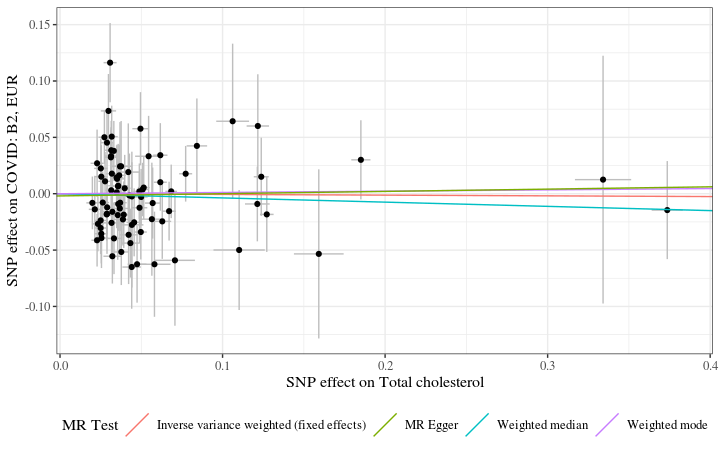 0.15
0.10
0.05
0.00
-0.05
-0.10
SNP effect on COVID: B2, EUR
0.0 0.1 0.2 0.3 0.4
SNP effect on Total cholesterol
MR Test Inverse variance weighted (fixed effects) MR Egger Weighted median Weighted mode